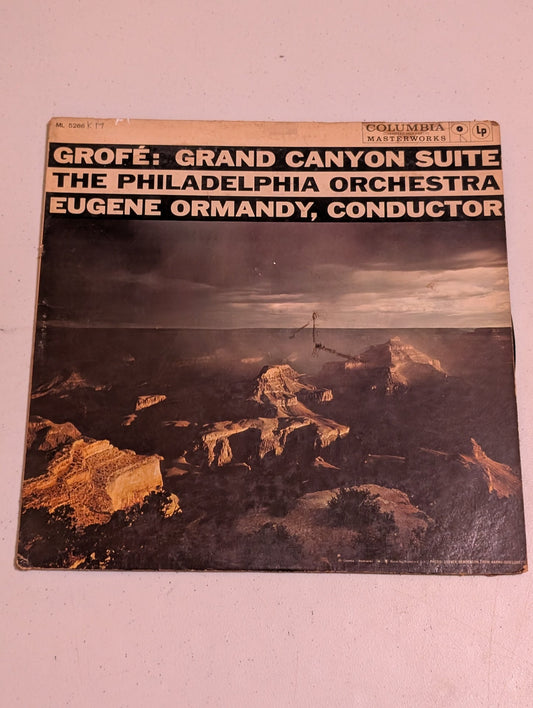 ML 5286
COLUMBIA
MASTERWORKS
Lp
GROFÉ: GRAND CANYON SUITE
THE PHILADELPHIA ORCHESTRA
EUGENE ORMANDY, CONDUCTOR